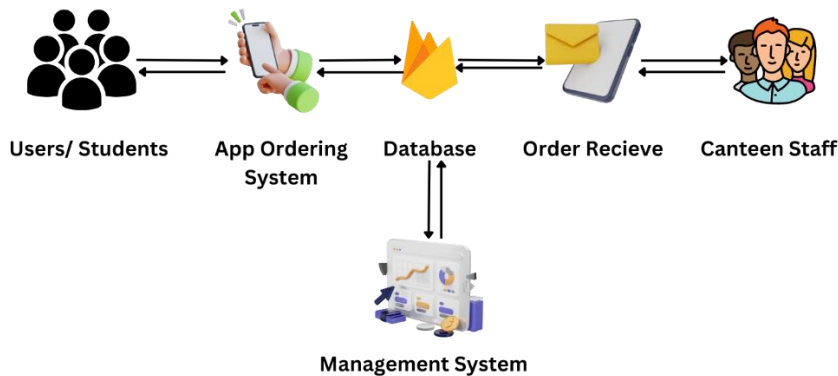 Users/ Students
App Ordering
System
Database
Order Recieve
Canteen Staff
Management System